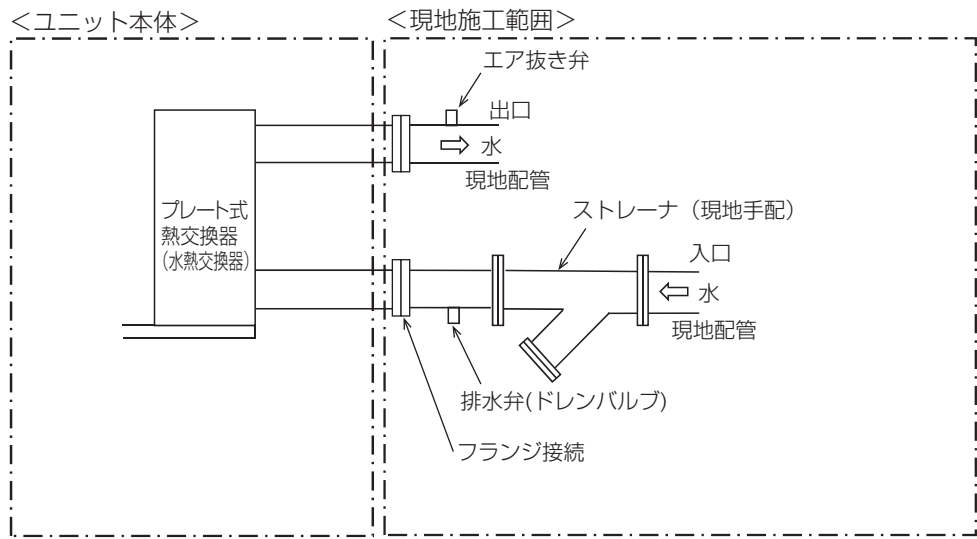 ＜ユニット本体＞
＜現地施工範囲＞
エア抜き弁
出口
水
現地配管
プレート式
熱交換器
（水熱交換器）
ストレーナ（現地手配）
入口
水
現地配管
排水弁(ドレンバルブ)
フランジ接続